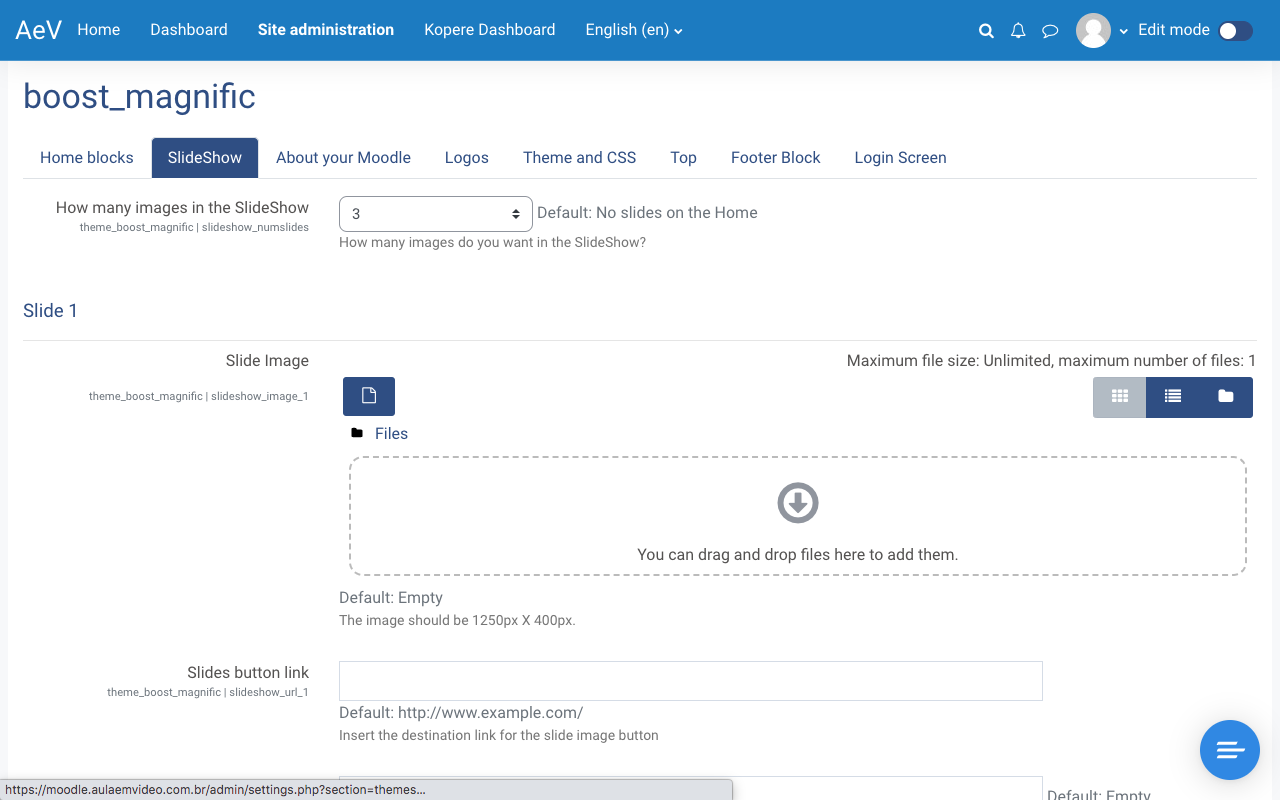 AeV Home Dashboard Site administration Kopere Dashboard English (en) Edit mode
boost_magnific
Home blocks SlideShow About your Moodle Logos Theme and CSS Top Footer Block Login Screen
How many images in the SlideShow 3 Default: No slides on the Home
theme_boost_magnific | slideshow_numslides
How many images do you want in the SlideShow?
Slide 1
Slide Image Maximum file size: Unlimited, maximum number of files: 1
theme_boost_magnific | slideshow_image_1
Files
You can drag and drop files here to add them.
Default: Empty
The image should be 1250px X 400px.
Slides button link
theme_boost_magnific | slideshow_url_1
Default: http://www.example.com/
Insert the destination link for the slide image button
https://moodle.aulaemvideo.com.br/admin/settings.php?section=themes...
Default: Empty